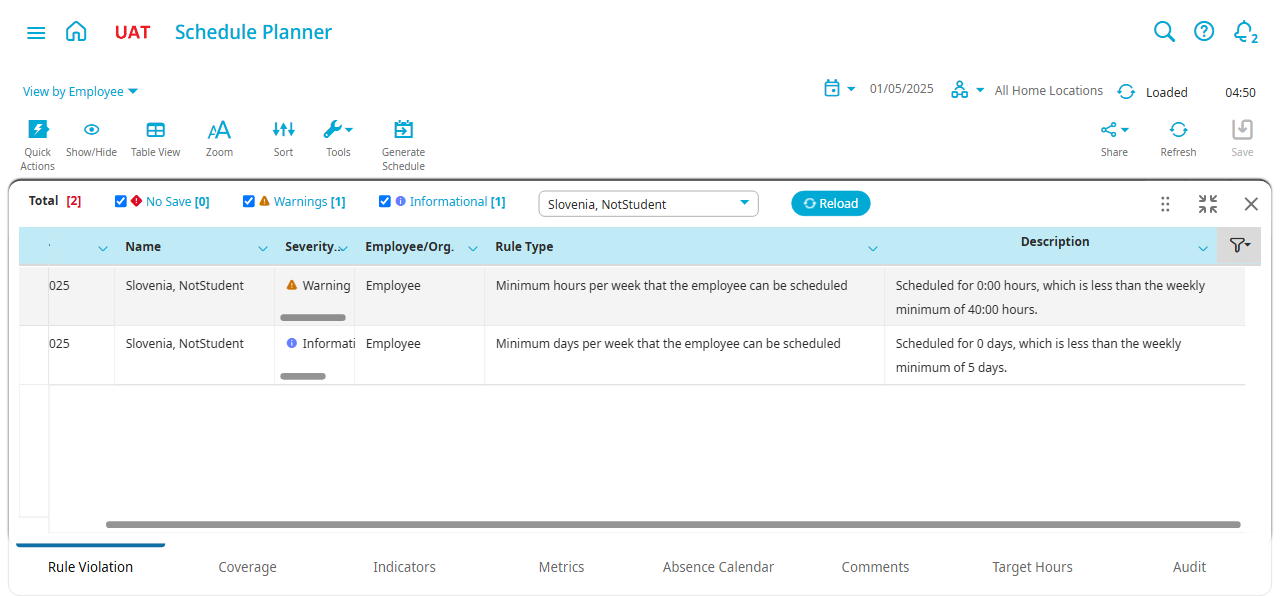 UAT Schedule Planner 2
View by Employee 01/05/2025 All Home Locations Loaded 04:50
Quick Actions Show/Hide Table View Zoom Sort Tools Generate Schedule Share Refresh Save
Total [2] No Save [0] Warnings [1] Informational [1] Slovenia, NotStudent Reload
Name Severity... Employee/Org. Rule Type Description
025 Slovenia, NotStudent Warning Employee Minimum hours per week that the employee can be scheduled Scheduled for 0:00 hours, which is less than the weekly
minimum of 40:00 hours.
025 Slovenia, NotStudent Informati Employee Minimum days per week that the employee can be scheduled Scheduled for 0 days, which is less than the weekly
minimum of 5 days.
Rule Violation Coverage Indicators Metrics Absence Calendar Comments Target Hours Audit